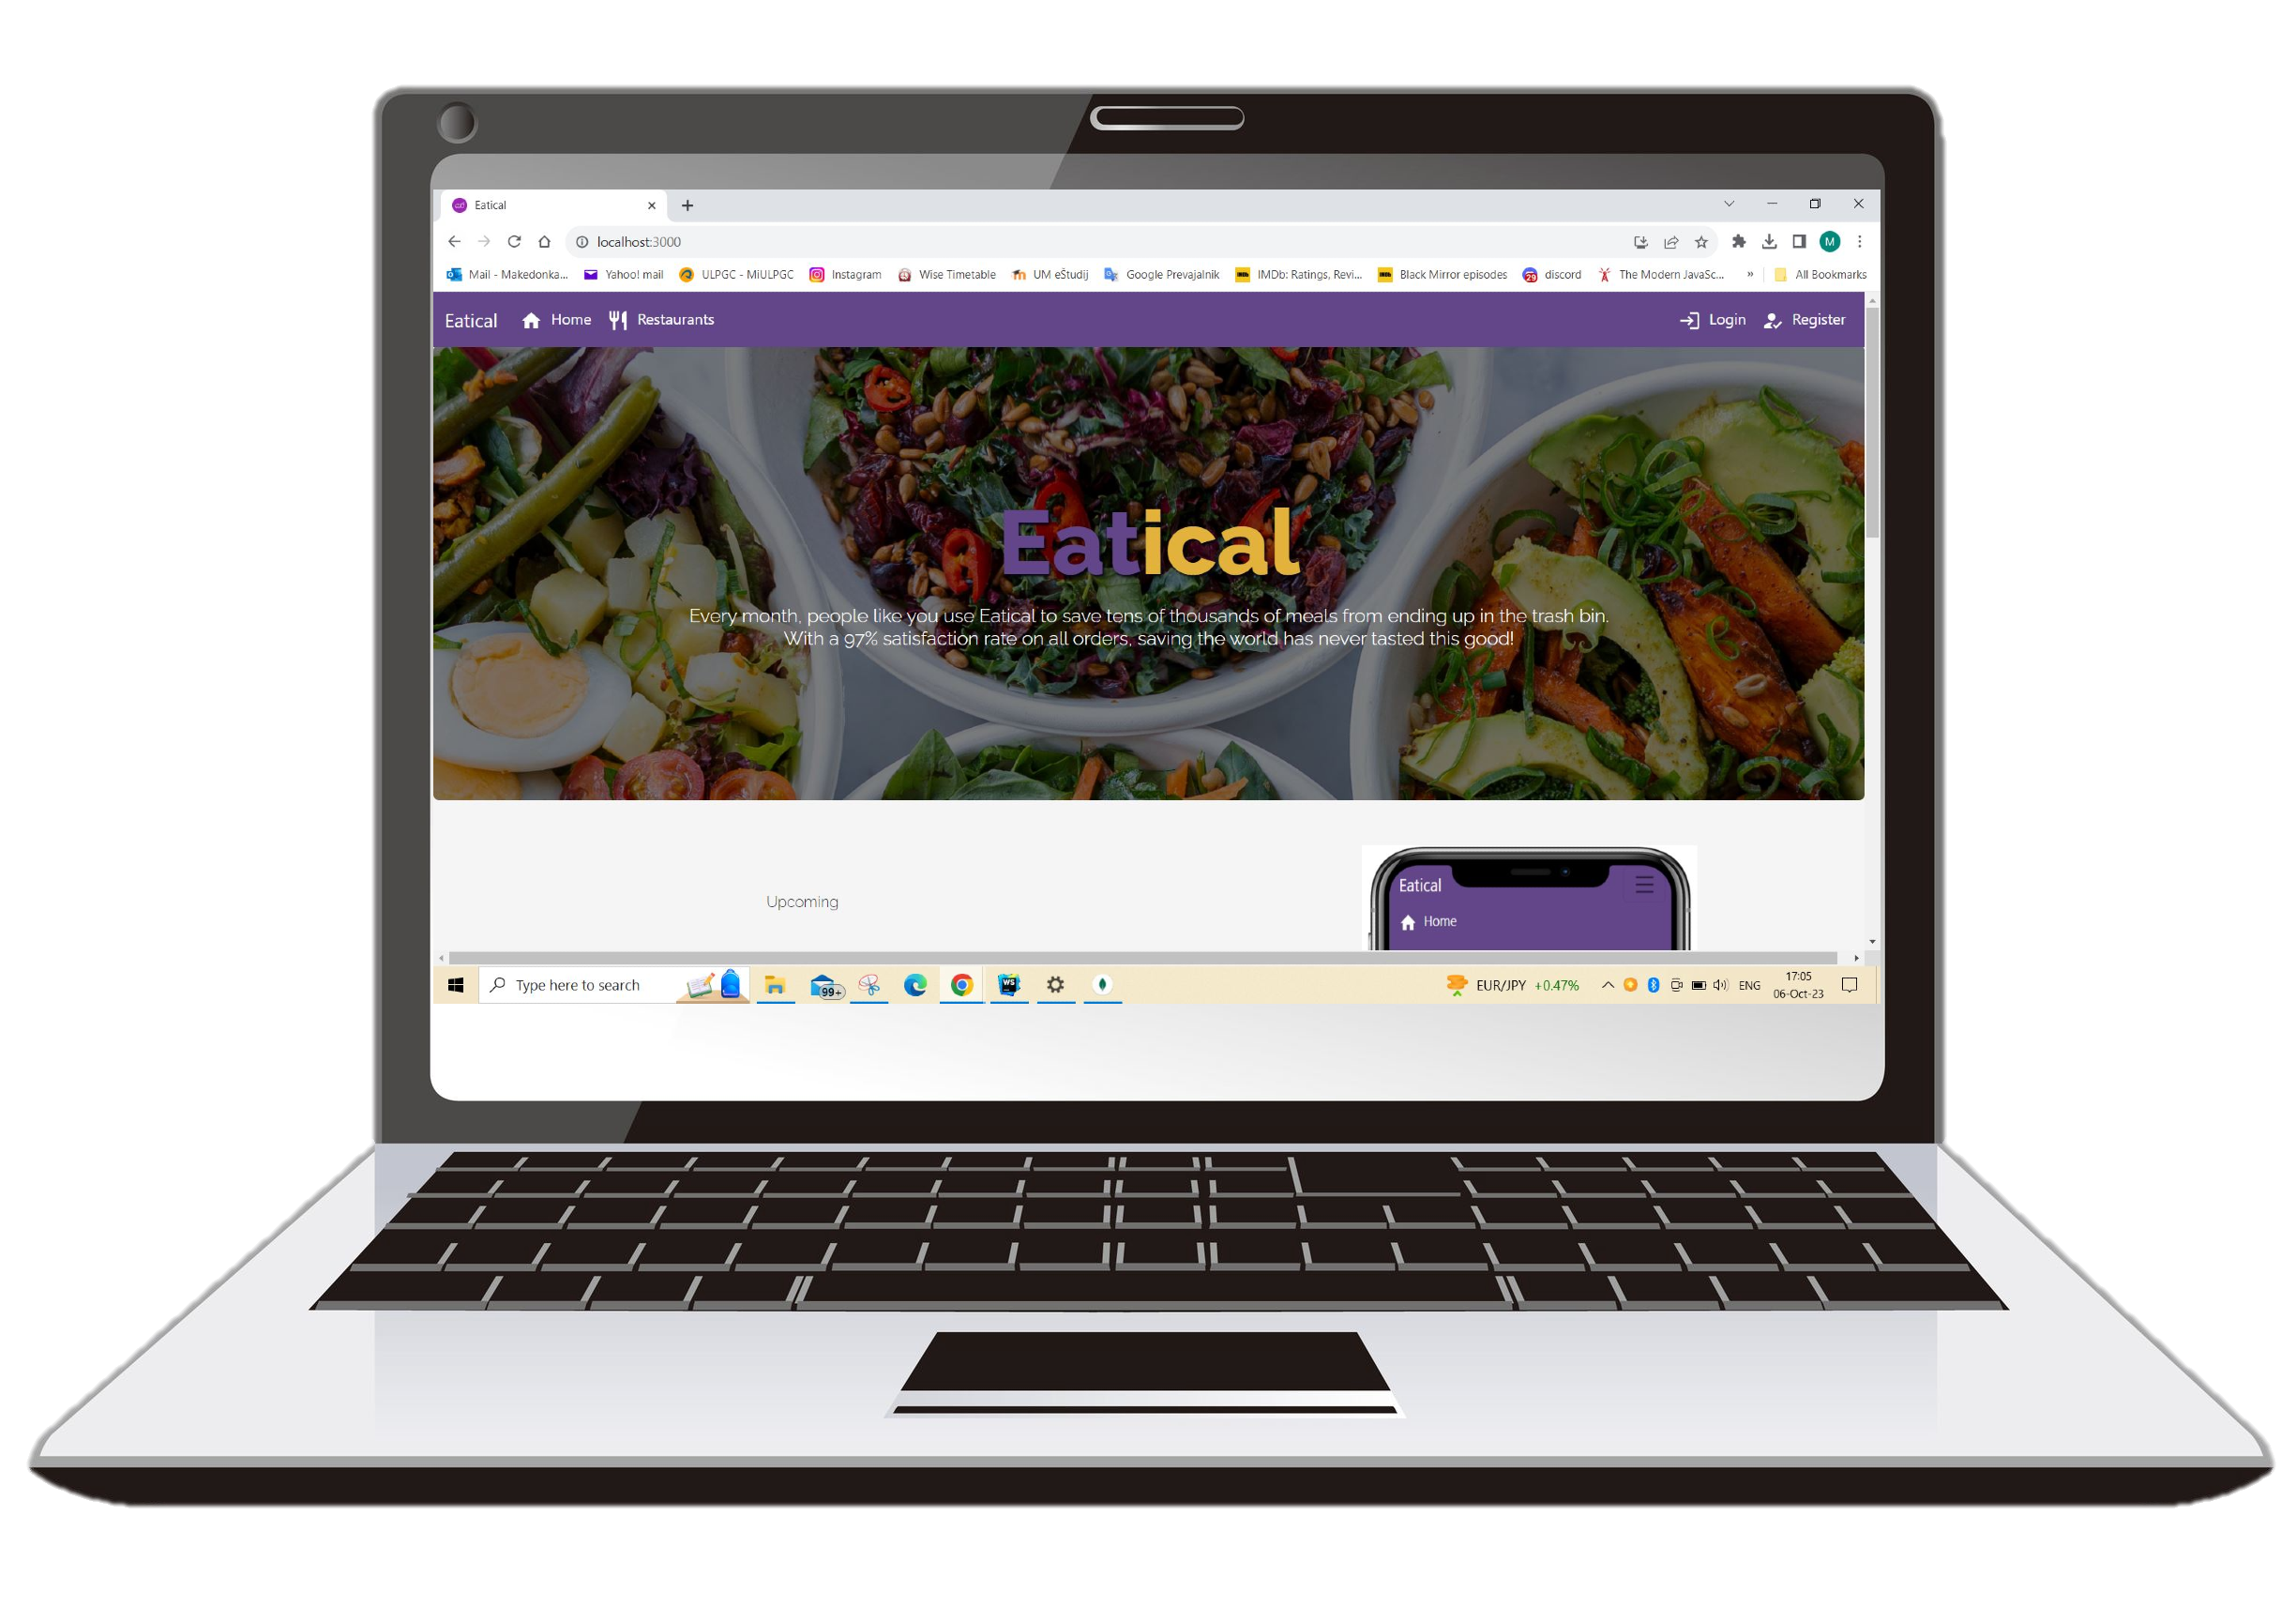 Eatical
localhost:3000
Mail - Makedonka... Yahoo! mail ULPGC - MiULPGC Instagram Wise Timetable UM eŠtudij Google Prevajalnik IMDb: Ratings, Revi... Black Mirror episodes discord The Modern JavaSc... » All Bookmarks
Eatical Home Restaurants Login Register
Eatical
Every month, people like you use Eatical to save tens of thousands of meals from ending up in the trash bin.
With a 97% satisfaction rate on all orders, saving the world has never tasted this good!
Eatical
Upcoming
Home
Type here to search 99+ WS EUR/JPY +0.47% ENG 17:05
06-Oct-23